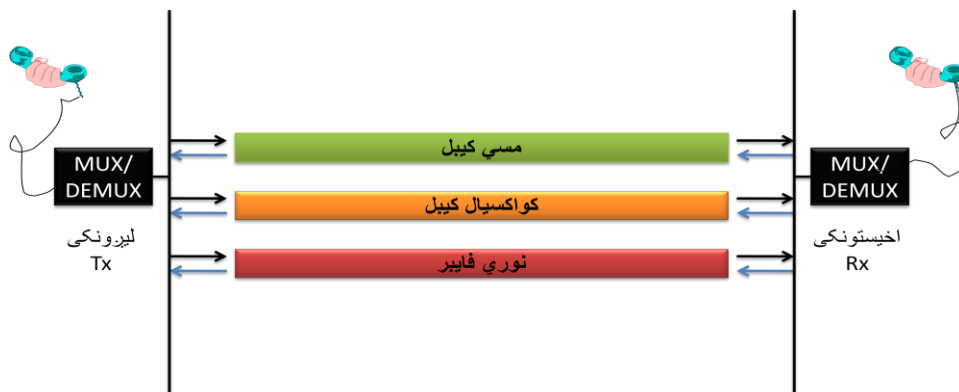 مسي کیبل
MUX/
DEMUX
MUX/
DEMUX
کواکسیال کیبل
لیږونکی
Tx
اخیستونکی
Rx
نوري فایبر